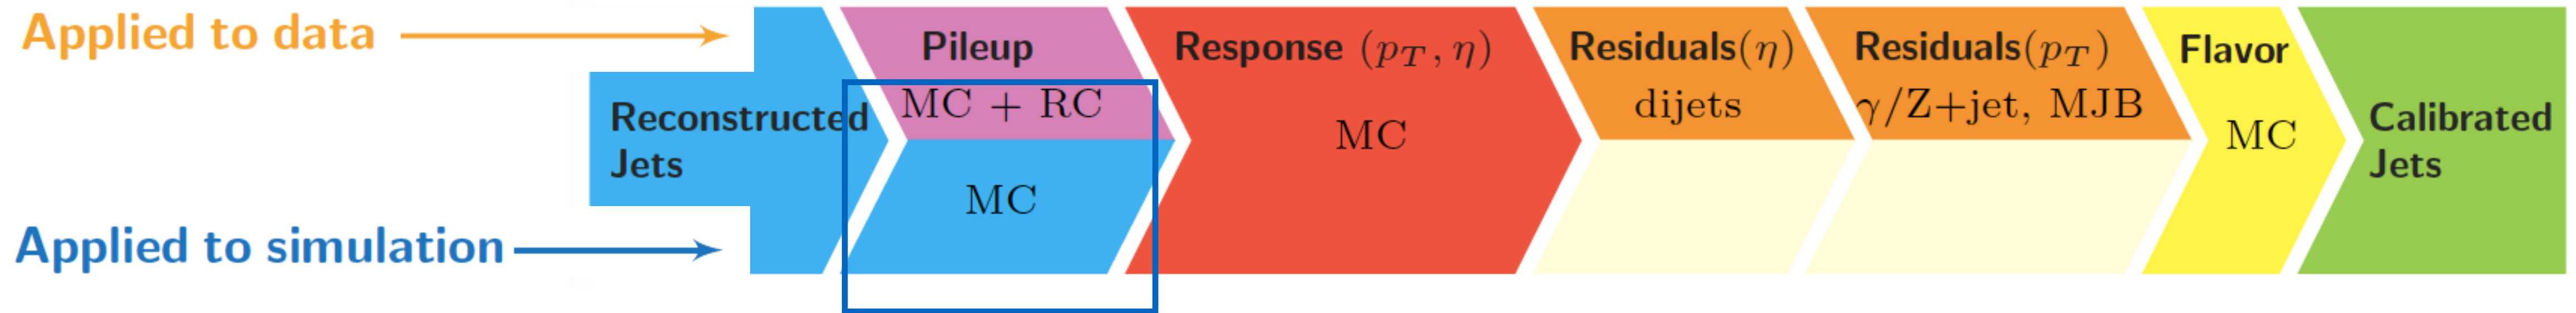 Applied to data
Applied to simulation
Reconstructed
Jets
Pileup
MC + RC
MC
Response (p_T, η)
MC
Residuals(η)
dijets
Residuals(p_T)
γ/Z+jet, MJB
Flavor
MC
Calibrated
Jets